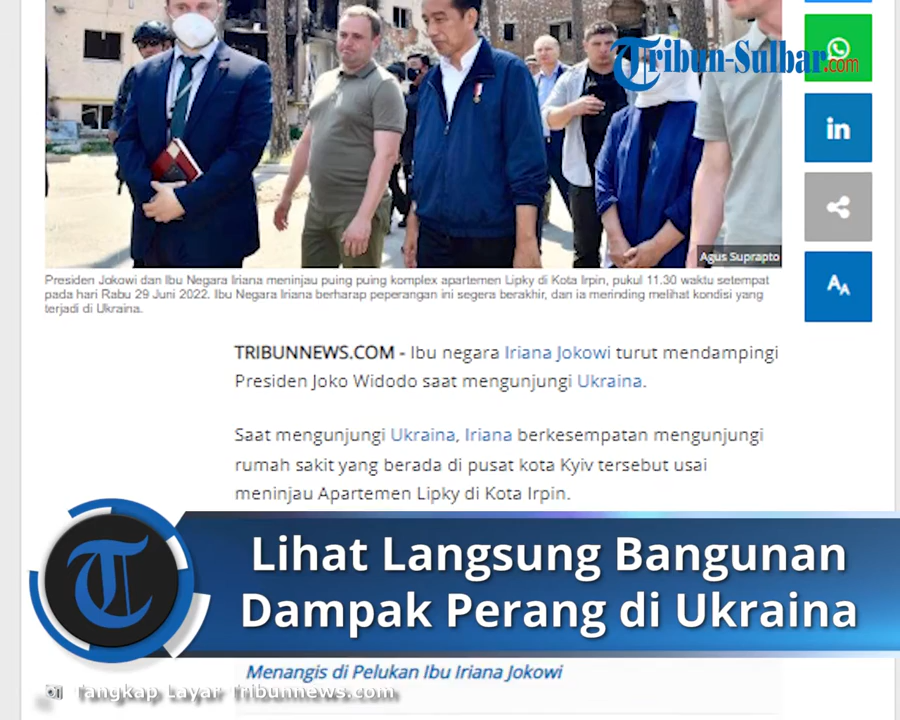 Tribun-Sulbar.com
in
Agus Suprapto
AA
Presiden Jokowi dan Ibu Negara Iriana meninjau puing puing komplex apartemen Lipky di Kota Irpin, pukul 11.30 waktu setempat
pada hari Rabu 29 Juni 2022. Ibu Negara Iriana berharap peperangan ini segera berakhir, dan ia merinding melihat kondisi yang
terjadi di Ukraina.
TRIBUNNEWS.COM - Ibu negara Iriana Jokowi turut mendampingi
Presiden Joko Widodo saat mengunjungi Ukraina.
Saat mengunjungi Ukraina, Iriana berkesempatan mengunjungi
rumah sakit yang berada di pusat kota Kyiv tersebut usai
meninjau Apartemen Lipky di Kota Irpin.
T
Lihat Langsung Bangunan
Dampak Perang di Ukraina
Menangis di Pelukan Ibu Iriana Jokowi
Tangkap Layar Tribunnews.com